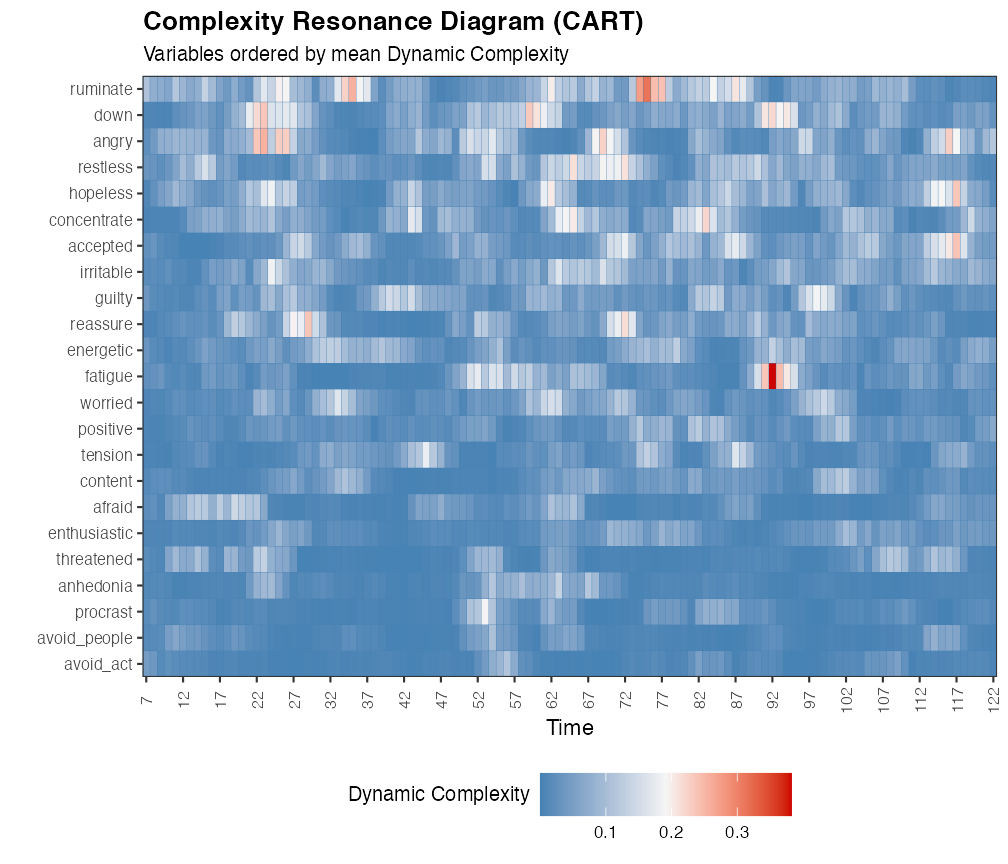 Complexity Resonance Diagram (CART)
Variables ordered by mean Dynamic Complexity
ruminate
down
angry
restless
hopeless
concentrate
accepted
irritable
guilty
reassure
energetic
fatigue
worried
positive
tension
content
afraid
enthusiastic
threatened
anhedonia
procrast
avoid_people
avoid_act
7 12 17 22 27 32 37 42 47 52 57 62 67 72 77 82 87 92 97 102 107 112 117 122
Time
Dynamic Complexity
0.1 0.2 0.3